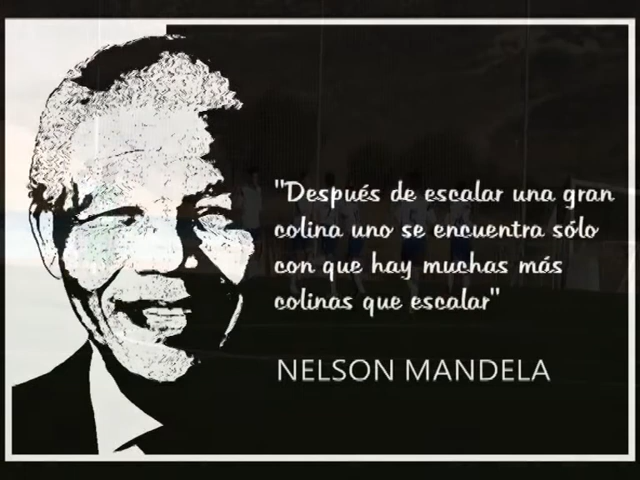 "Después de escalar una gran
colina uno se encuentra sólo
con que hay muchas más
colinas que escalar"
NELSON MANDELA